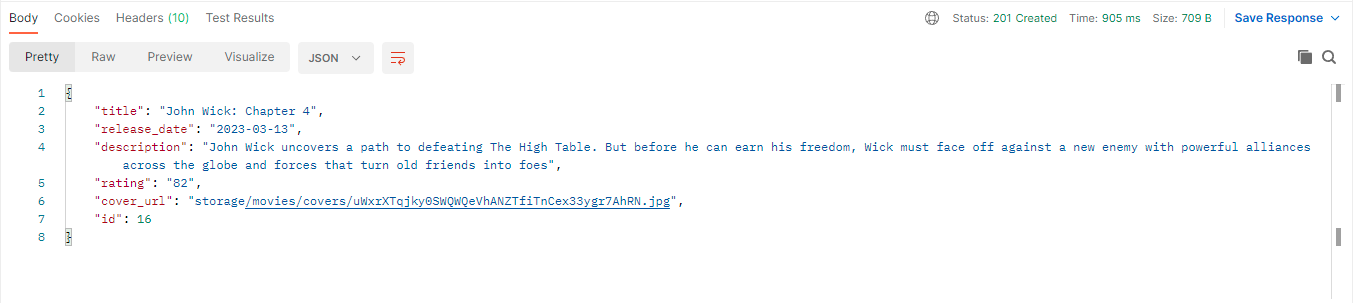 Body Cookies Headers (10) Test Results Status: 201 Created Time: 905 ms Size: 709 B Save Response
Pretty Raw Preview Visualize JSON
1 {
2 "title": "John Wick: Chapter 4",
3 "release_date": "2023-03-13",
4 "description": "John Wick uncovers a path to defeating The High Table. But before he can earn his freedom, Wick must face off against a new enemy with powerful alliances
across the globe and forces that turn old friends into foes",
5 "rating": "82",
6 "cover_url": "storage/movies/covers/uWxrXTqjky0SWQWQeVhANZTfiTnCex33ygr7AhRN.jpg",
7 "id": 16
8 }